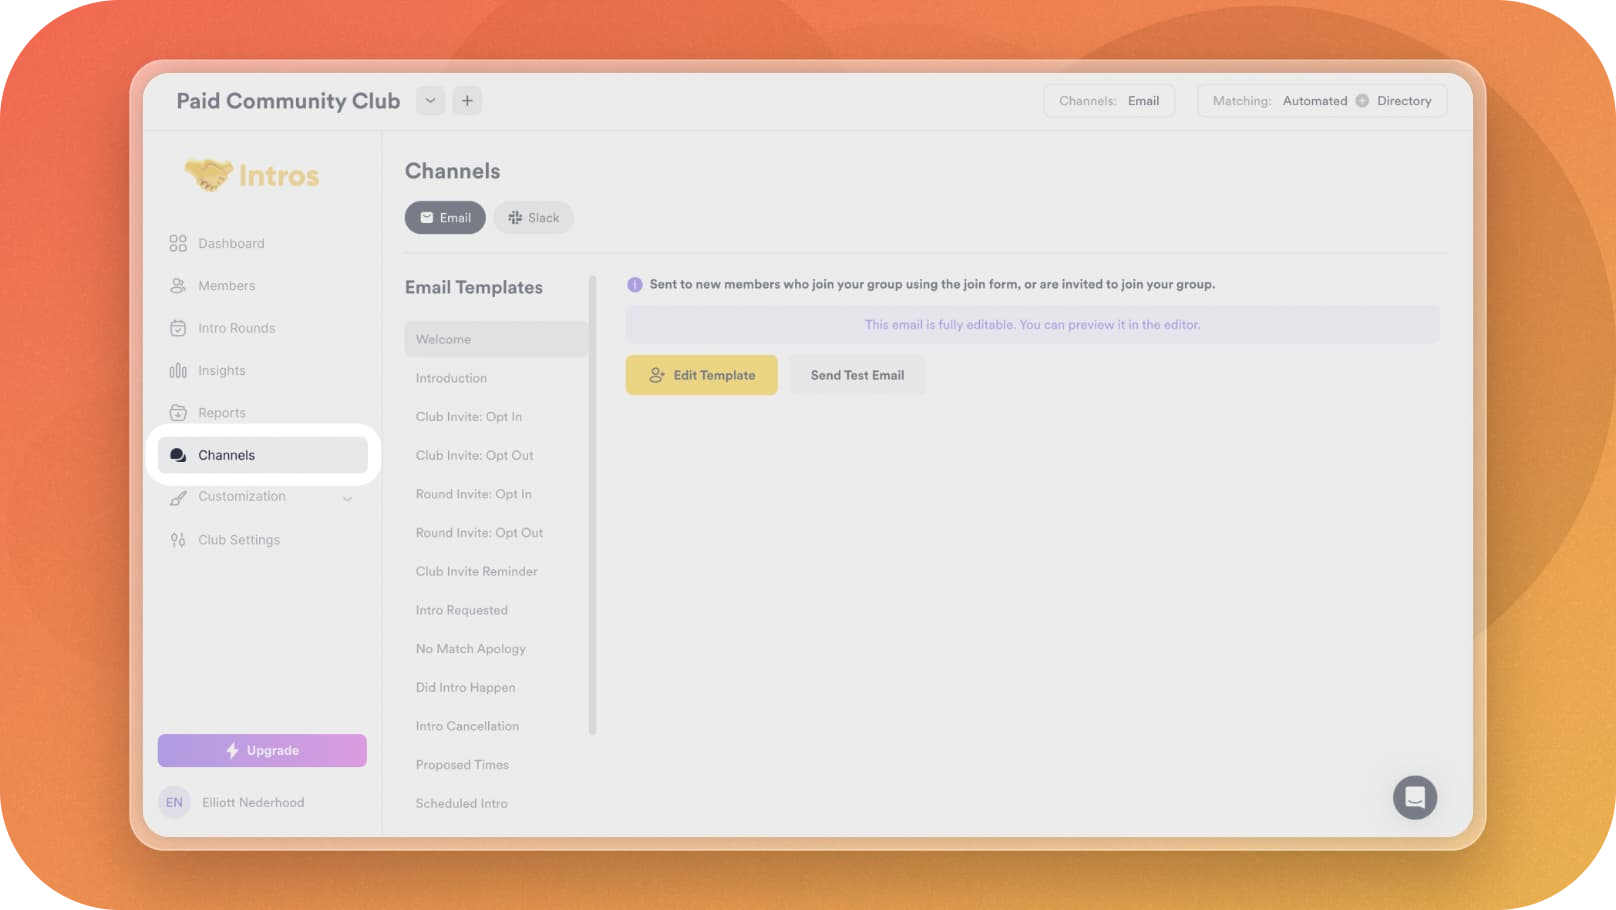 Paid Community Club
Channels: Email
Matching: Automated Directory
Intros
Dashboard
Members
Intro Rounds
Insights
Reports
Channels
Customization
Club Settings
Upgrade
EN Elliott Nederhood
Channels
Email Slack
Email Templates
Welcome
Introduction
Club Invite: Opt In
Club Invite: Opt Out
Round Invite: Opt In
Round Invite: Opt Out
Club Invite Reminder
Intro Requested
No Match Apology
Did Intro Happen
Intro Cancellation
Proposed Times
Scheduled Intro
Sent to new members who join your group using the join form, or are invited to join your group.
This email is fully editable. You can preview it in the editor.
Edit Template Send Test Email